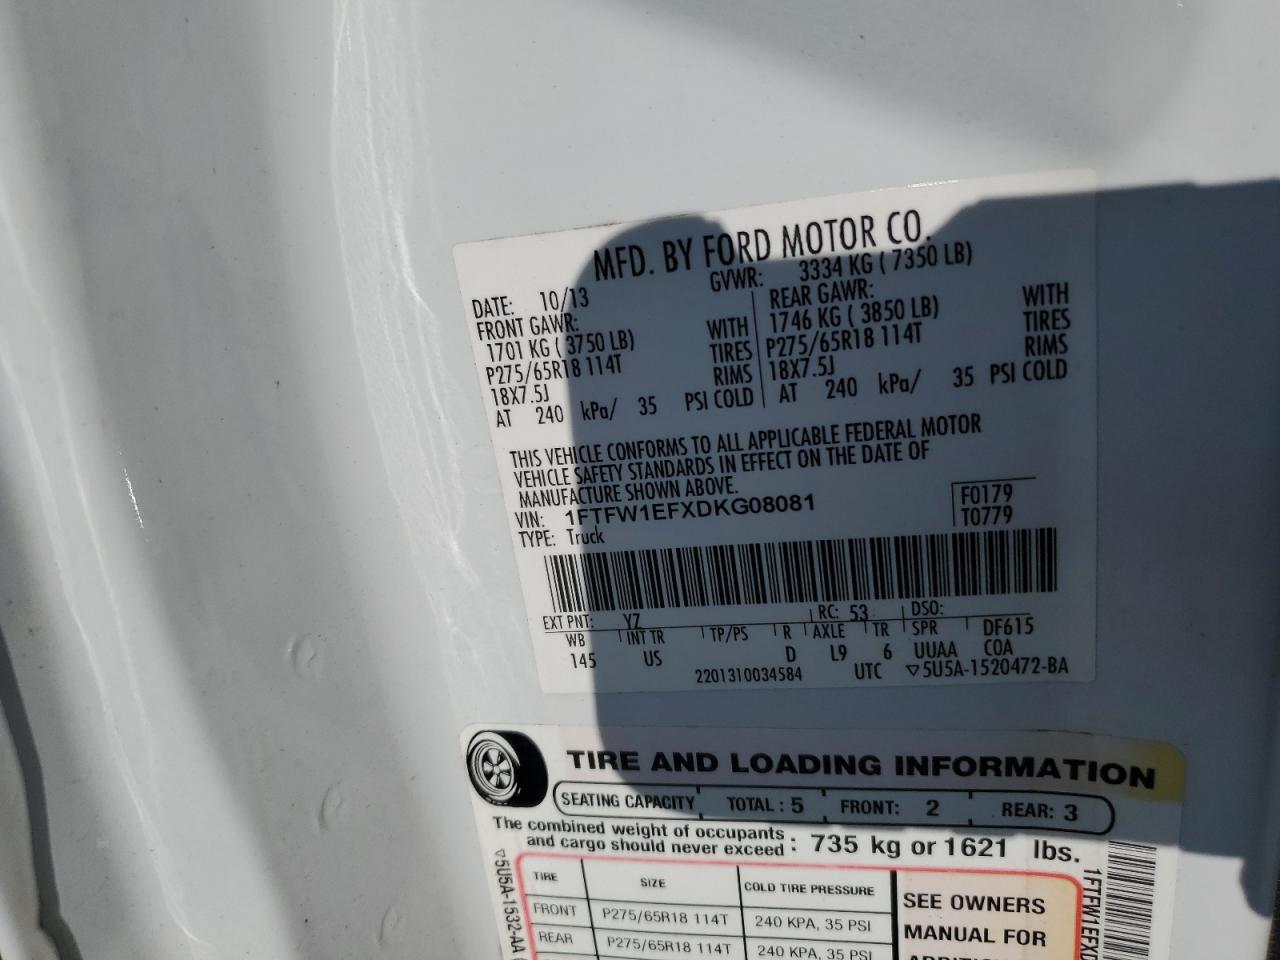 MFD. BY FORD MOTOR CO.
DATE: 10/13 GVWR: 3334 KG ( 7350 LB)
FRONT GAWR: REAR GAWR:
1701 KG ( 3750 LB) WITH 1746 KG ( 3850 LB) WITH
P275/65R18 114T TIRES P275/65R18 114T TIRES
18X7.5J RIMS 18X7.5J RIMS
AT 240 kPa/ 35 PSI COLD AT 240 kPa/ 35 PSI COLD
THIS VEHICLE CONFORMS TO ALL APPLICABLE FEDERAL MOTOR
VEHICLE SAFETY STANDARDS IN EFFECT ON THE DATE OF
MANUFACTURE SHOWN ABOVE.
VIN: 1FTFW1EFXDKG08081 F0179
TYPE: Truck T0779
EXT PNT: YZ RC: 53 DSO:
WB INT TR TP/PS R AXLE TR SPR DF615
145 US D L9 6 UUAA COA
2201310034584 UTC ▽5U5A-1520472-BA
TIRE AND LOADING INFORMATION
SEATING CAPACITY TOTAL : 5 FRONT: 2 REAR: 3
The combined weight of occupants
and cargo should never exceed : 735 kg or 1621 lbs.
TIRE SIZE COLD TIRE PRESSURE
FRONT P275/65R18 114T 240 KPA, 35 PSI
REAR P275/65R18 114T 240 KPA, 35 PSI
SEE OWNERS
MANUAL FOR
▽5U5A-1532-AA
1FTFW1EFXD